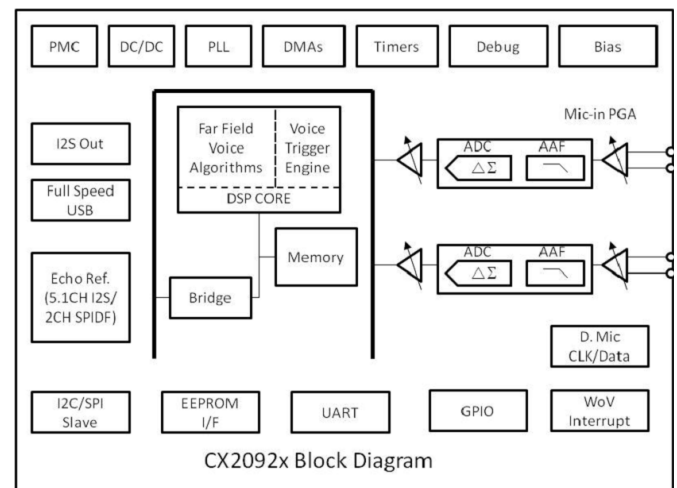 PMC
DC/DC
PLL
DMAs
Timers
Debug
Bias
I2S Out
Full Speed
USB
Echo Ref.
(5.1CH I2S/
2CH SPIDF)
Far Field
Voice
Algorithms
Voice
Trigger
Engine
DSP CORE
Memory
Bridge
Mic-in PGA
ADC
AAF
ΔΣ
ADC
AAF
ΔΣ
D. Mic
CLK/Data
I2C/SPI
Slave
EEPROM
I/F
UART
GPIO
WoV
Interrupt
CX2092x Block Diagram